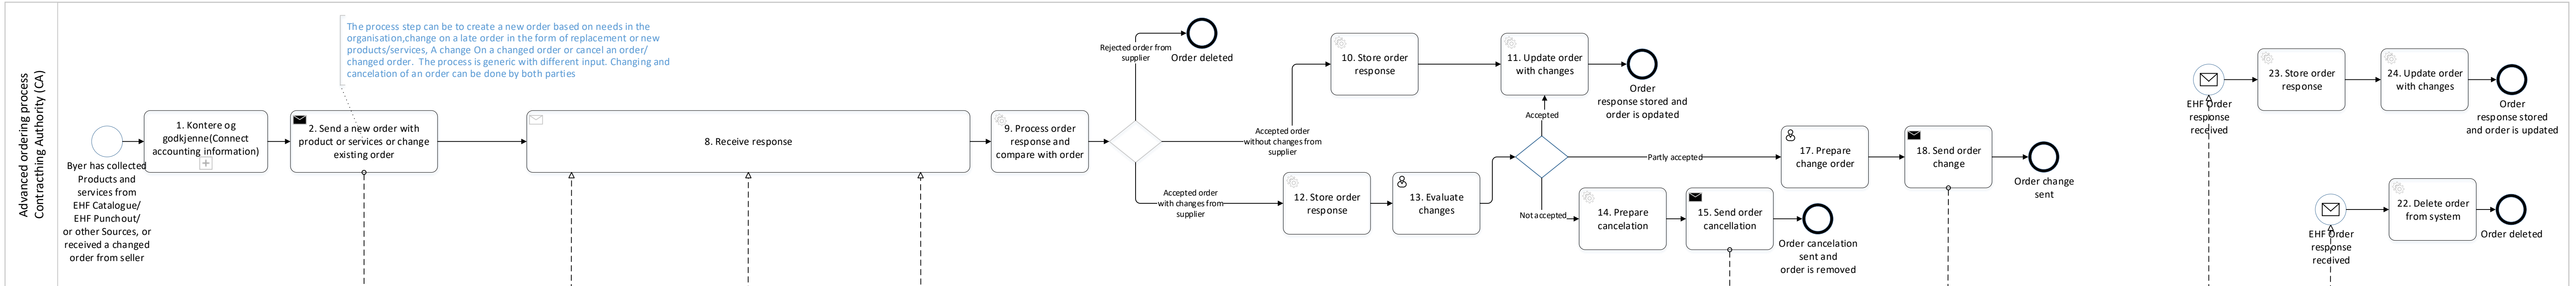 Advanced ordering process
Contracthing Authority (CA)
The process step can be to create a new order based on needs in the
organisation,change on a late order in the form of replacement or new
products/services, A change On a changed order or cancel an order/
changed order.  The process is generic with different input. Changing and
cancelation of an order can be done by both parties
Byer has collected
Products and
services from
EHF Catalogue/
EHF Punchout/
or other Sources, or
received a changed
order from seller
1. Kontere og
godkjenne(Connect
accounting information)
2. Send a new order with
product or services or change
existing order
8. Receive response
9. Process order
response and
compare with order
Rejected order from
supplier
Order deleted
Accepted order
without changes from
supplier
Accepted order
with changes from
supplier
10. Store order
response
11. Update order
with changes
Order
response stored and
order is opdated
12. Store order
response
13. Evaluate
changes
Accepted
Partly accepted
Not accepted
14. Prepare
cancelation
15. Send order
cancellation
Order cancelation
sent and
order is removed
17. Prepare
change order
18. Send order
change
Order change
sent
EHF Order
response
received
23. Store order
response
24. Update order
with changes
Order
response stored
and order is updated
EHF Order
response
received
22. Delete order
from system
Order deleted